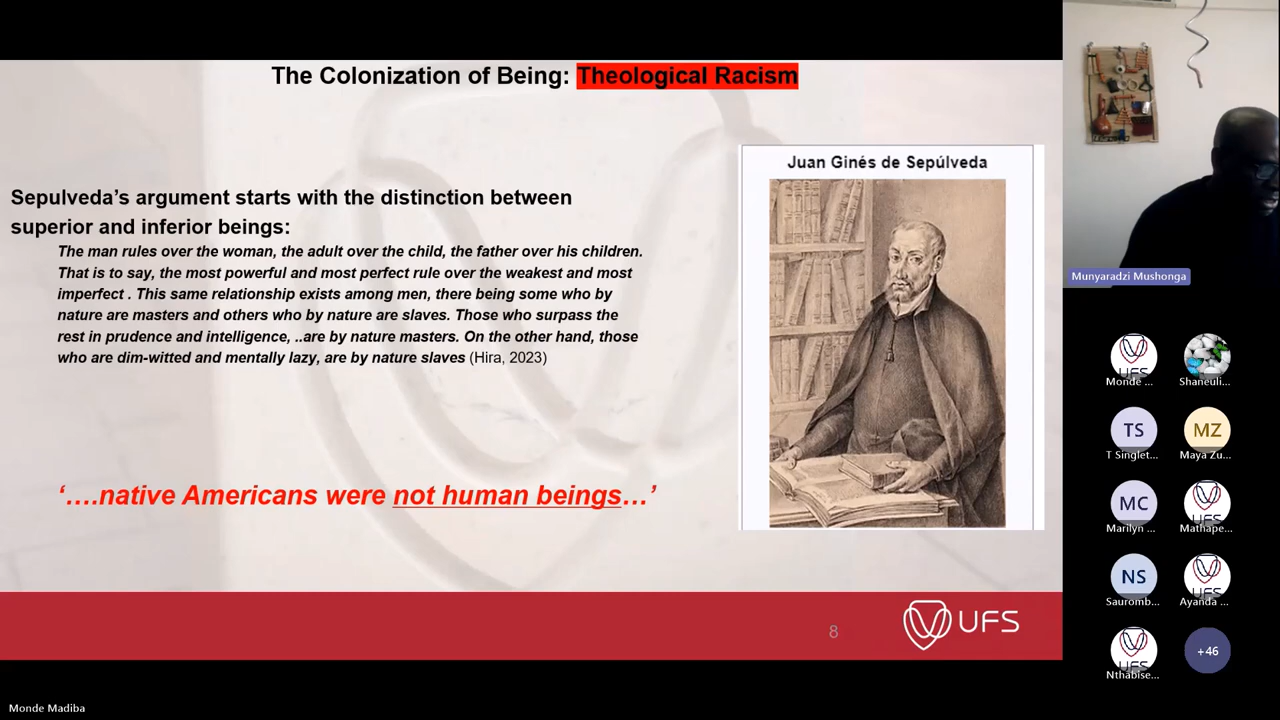 The Colonization of Being: Theological Racism
Sepulveda’s argument starts with the distinction between
superior and inferior beings:
The man rules over the woman, the adult over the child, the father over his children.
That is to say, the most powerful and most perfect rule over the weakest and most
imperfect . This same relationship exists among men, there being some who by
nature are masters and others who by nature are slaves. Those who surpass the
rest in prudence and intelligence, ..are by nature masters. On the other hand, those
who are dim-witted and mentally lazy, are by nature slaves (Hira, 2023)
‘….native Americans were not human beings…’
Juan Ginés de Sepúlveda
8
UFS
Monde Madiba
Munyaradzi Mushonga
UFS
Monde ...
Shaneuli...
TS
T Singlet...
MZ
Maya Zu...
MC
Marilyn ...
UFS
Mathape...
NS
Sauromb...
UFS
Ayanda ...
UFS
Nthabise...
+46